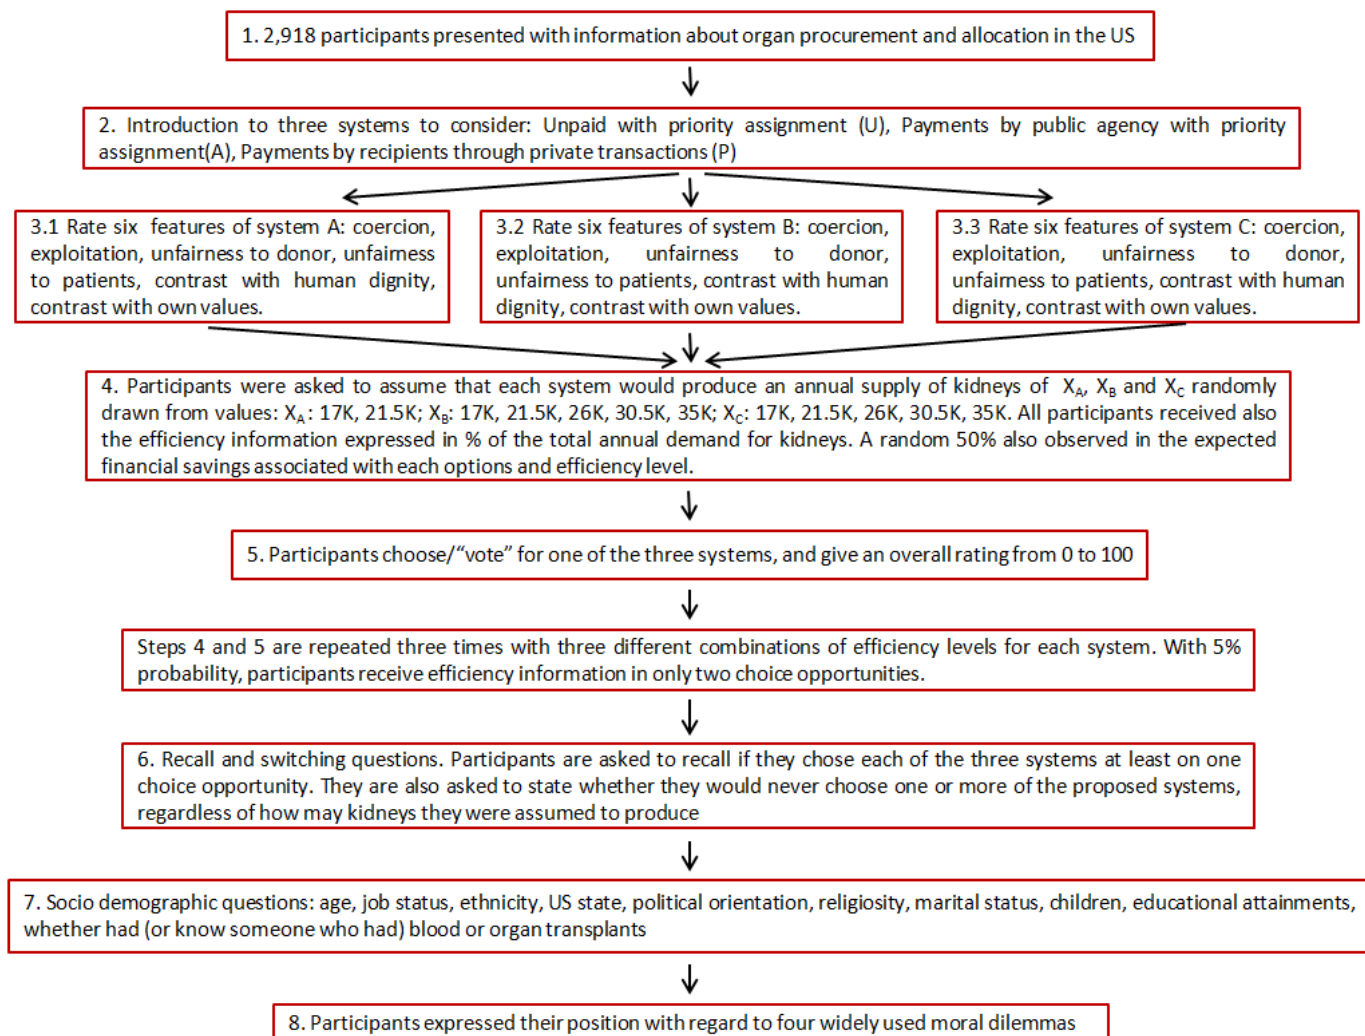 1. 2,918 participants presented with information about organ procurement and allocation in the US
2. Introduction to three systems to consider: Unpaid with priority assignment (U), Payments by public agency with priority
assignment(A), Payments by recipients through private transactions (P)
3.1 Rate six features of system A: coercion,
exploitation, unfairness to donor, unfairness
to patients, contrast with human dignity,
contrast with own values.
3.2 Rate six features of system B: coercion,
exploitation, unfairness to donor,
unfairness to patients, contrast with human
dignity, contrast with own values.
3.3 Rate six features of system C: coercion,
exploitation, unfairness to donor,
unfairness to patients, contrast with human
dignity, contrast with own values.
4. Participants were asked to assume that each system would produce an annual supply of kidneys of XA, XB and XC randomly
drawn from values: XA: 17K, 21.5K; XB: 17K, 21.5K, 26K, 30.5K, 35K; XC: 17K, 21.5K, 26K, 30.5K, 35K. All participants received also
the efficiency information expressed in % of the total annual demand for kidneys. A random 50% also observed in the expected
financial savings associated with each options and efficiency level.
5. Participants choose/“vote” for one of the three systems, and give an overall rating from 0 to 100
Steps 4 and 5 are repeated three times with three different combinations of efficiency levels for each system. With 5%
probability, participants receive efficiency information in only two choice opportunities.
6. Recall and switching questions. Participants are asked to recall if they chose each of the three systems at least on one
choice opportunity. They are also asked to state whether they would never choose one or more of the proposed systems,
regardless of how may kidneys they were assumed to produce
7. Socio demographic questions: age, job status, ethnicity, US state, political orientation, religiosity, marital status, children, educational attainments,
whether had (or know someone who had) blood or organ transplants
8. Participants expressed their position with regard to four widely used moral dilemmas